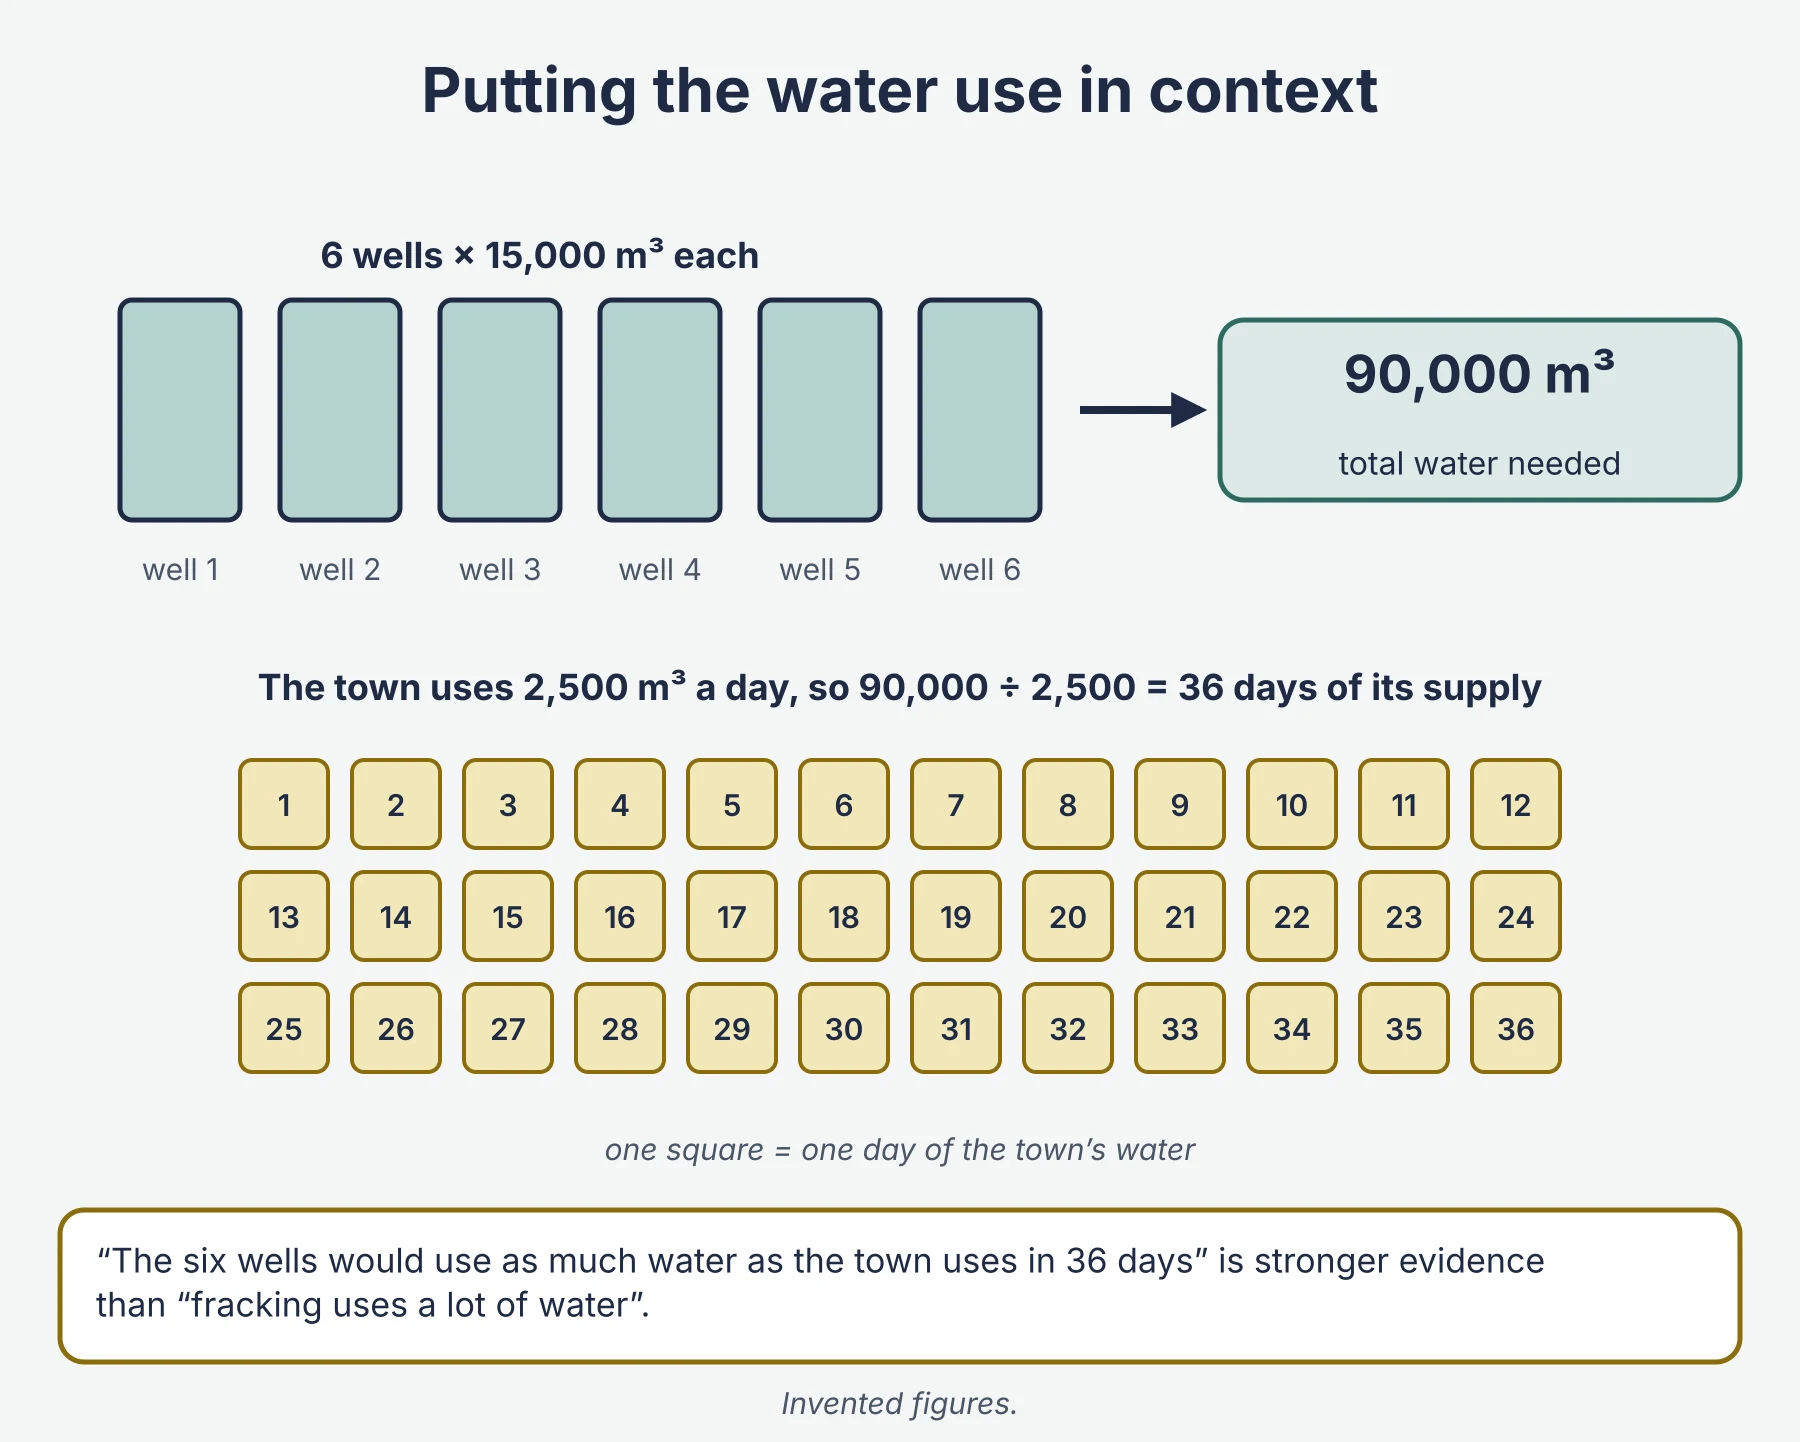 Putting the water use in context
6 wells × 15,000 m³ each
90,000 m³
total water needed
well 1
well 2
well 3
well 4
well 5
well 6
The town uses 2,500 m³ a day, so 90,000 ÷ 2,500 = 36 days of its supply
1 2 3 4 5 6 7 8 9 10 11 12
13 14 15 16 17 18 19 20 21 22 23 24
25 26 27 28 29 30 31 32 33 34 35 36
one square = one day of the town’s water
“The six wells would use as much water as the town uses in 36 days” is stronger evidence
than “fracking uses a lot of water”.
Invented figures.